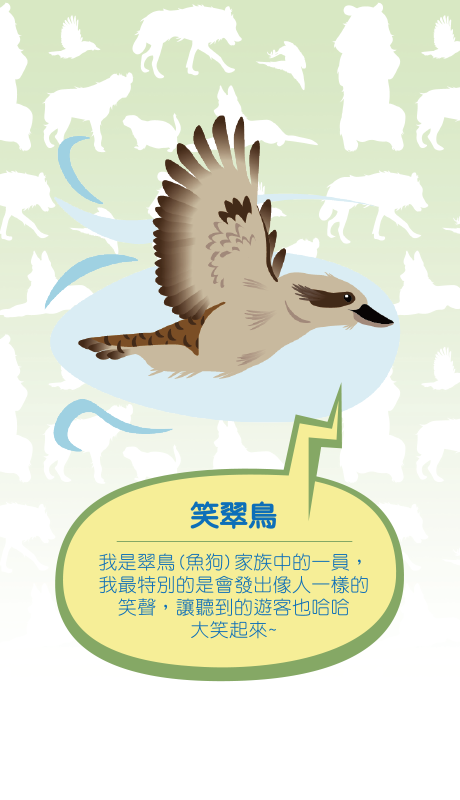 笑翠鳥
我是翠鳥(魚狗)家族中的一員，
我最特別的是會發出像人一樣的
笑聲，讓聽到的遊客也哈哈
大笑起來~